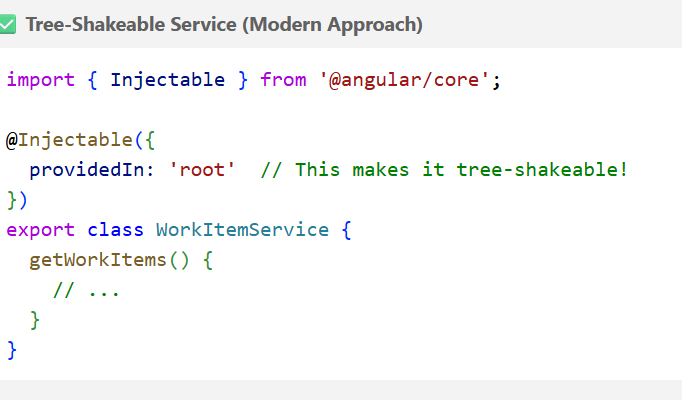 ✅ Tree-Shakeable Service (Modern Approach)
import { Injectable } from '@angular/core';
@Injectable({
  providedIn: 'root'  // This makes it tree-shakeable!
})
export class WorkItemService {
  getWorkItems() {
    // ...
  }
}